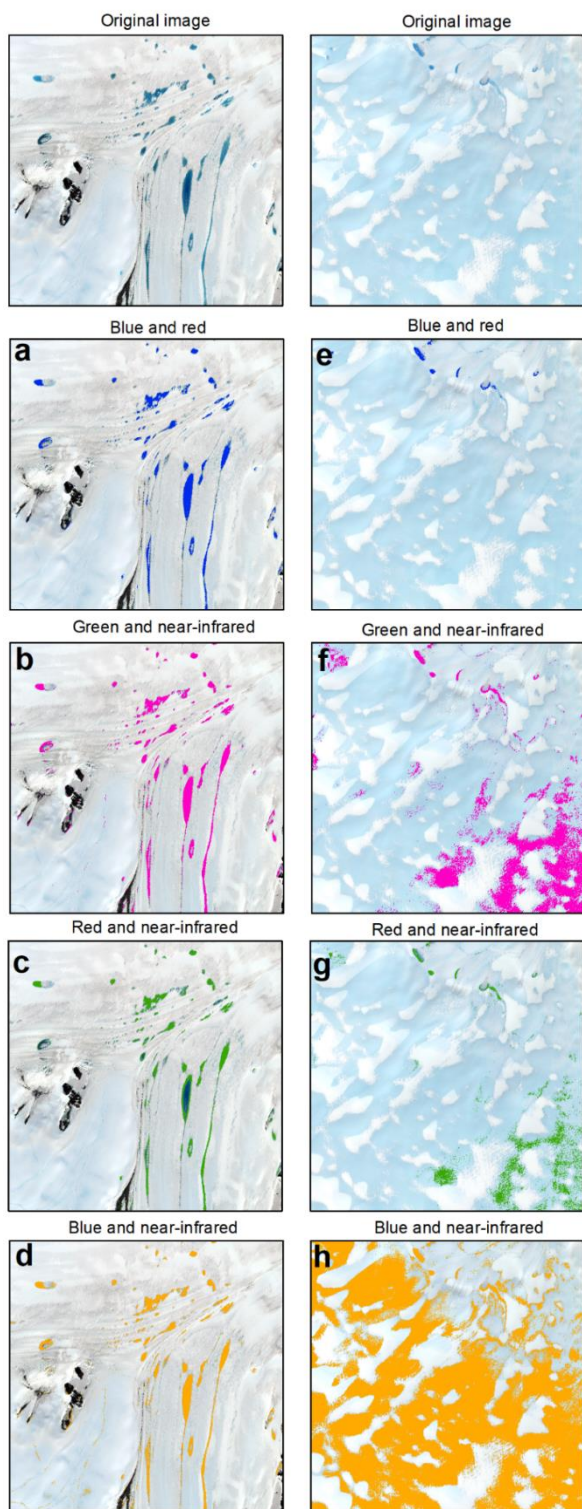 Original image
Original image
Blue and red
Blue and red
a
e
Green and near-infrared
Green and near-infrared
b
f
Red and near-infrared
Red and near-infrared
c
g
Blue and near-infrared
Blue and near-infrared
d
h